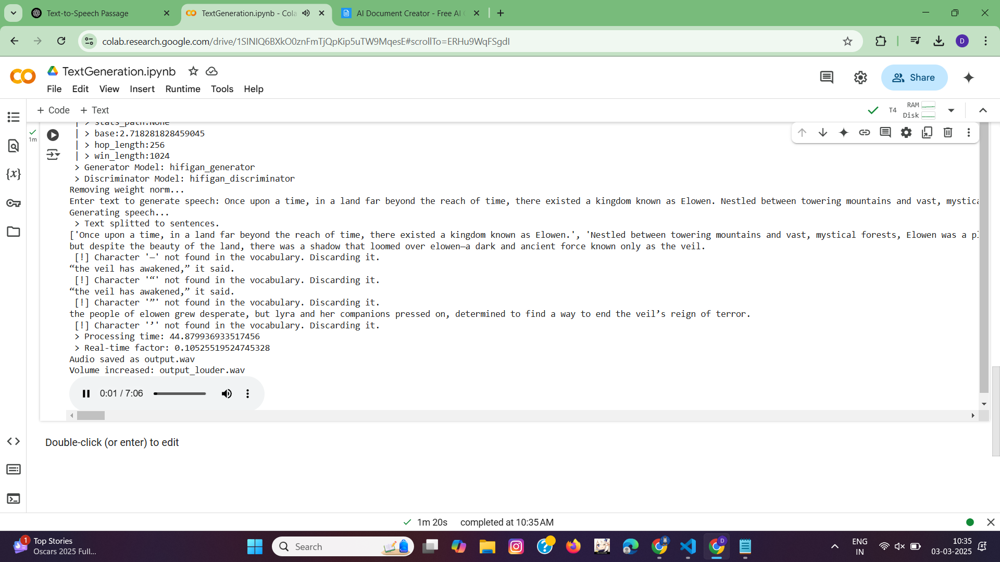 Text-to-Speech Passage
TextGeneration.ipynb - Cola
AI Document Creator - Free AI
colab.research.google.com/drive/1SINIQ6BXkO0znFmTjQpKip5uTW9MqesE#scrollTo=ERHu9WqFSgdI
D
CO
TextGeneration.ipynb
File Edit View Insert Runtime Tools Help
Share
+ Code + Text
T4
RAM
Disk
| > stats_path:None
1m
| > base:2.718281828459045
| > hop_length:256
| > win_length:1024
> Generator Model: hifigan_generator
> Discriminator Model: hifigan_discriminator
Removing weight norm...
Enter text to generate speech: Once upon a time, in a land far beyond the reach of time, there existed a kingdom known as Elowen. Nestled between towering mountains and vast, mystica
Generating speech...
> Text splitted to sentences.
['Once upon a time, in a land far beyond the reach of time, there existed a kingdom known as Elowen.', 'Nestled between towering mountains and vast, mystical forests, Elowen was a pl
but despite the beauty of the land, there was a shadow that loomed over elowen—a dark and ancient force known only as the veil.
[!] Character '—' not found in the vocabulary. Discarding it.
“the veil has awakened,” it said.
[!] Character '“' not found in the vocabulary. Discarding it.
“the veil has awakened,” it said.
[!] Character '”' not found in the vocabulary. Discarding it.
the people of elowen grew desperate, but lyra and her companions pressed on, determined to find a way to end the veil’s reign of terror.
[!] Character '’' not found in the vocabulary. Discarding it.
> Processing time: 44.879936933517456
> Real-time factor: 0.10525519524745328
Audio saved as output.wav
Volume increased: output_louder.wav
0:01 / 7:06
Double-click (or enter) to edit
1m 20s completed at 10:35 AM
1
Top Stories
Oscars 2025 Full...
Search
D
ENG
IN
10:35
03-03-2025